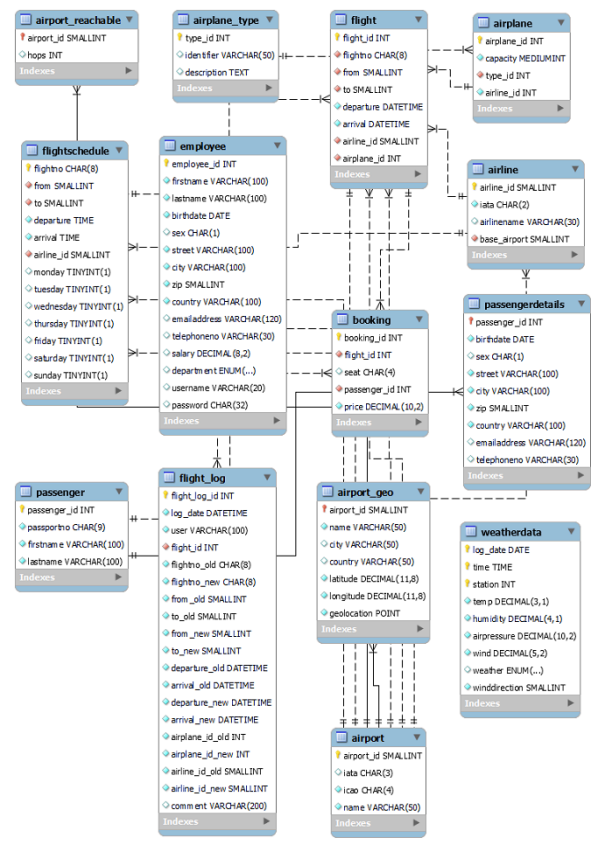 airport_reachable
airport_id SMALLINT
hops INT
Indexes
airplane_type
type_id INT
identifier VARCHAR(50)
description TEXT
Indexes
flight
flight_id INT
flightno CHAR(8)
from SMALLINT
to SMALLINT
departure DATETIME
arrival DATETIME
airline_id SMALLINT
airplane_id INT
Indexes
airplane
airplane_id INT
capacity MEDIUMINT
type_id INT
airline_id INT
Indexes
flightschedule
flightno CHAR(8)
from SMALLINT
to SMALLINT
departure TIME
arrival TIME
airline_id SMALLINT
monday TINYINT(1)
tuesday TINYINT(1)
wednesday TINYINT(1)
thursday TINYINT(1)
friday TINYINT(1)
saturday TINYINT(1)
sunday TINYINT(1)
Indexes
employee
employee_id INT
firstname VARCHAR(100)
lastname VARCHAR(100)
birthdate DATE
sex CHAR(1)
street VARCHAR(100)
city VARCHAR(100)
zip SMALLINT
country VARCHAR(100)
emailaddress VARCHAR(120)
telephoneno VARCHAR(30)
salary DECIMAL(8,2)
department ENUM(...)
username VARCHAR(20)
password CHAR(32)
Indexes
airline
airline_id SMALLINT
iata CHAR(2)
airlinename VARCHAR(30)
base_airport SMALLINT
Indexes
booking
booking_id INT
flight_id INT
seat CHAR(4)
passenger_id INT
price DECIMAL(10,2)
Indexes
passengerdetails
passenger_id INT
birthdate DATE
sex CHAR(1)
street VARCHAR(100)
city VARCHAR(100)
zip SMALLINT
country VARCHAR(100)
emailaddress VARCHAR(120)
telephoneno VARCHAR(30)
Indexes
passenger
passenger_id INT
passportno CHAR(9)
firstname VARCHAR(100)
lastname VARCHAR(100)
Indexes
flight_log
flight_log_id INT
log_date DATETIME
user VARCHAR(100)
flight_id INT
flightno_old CHAR(8)
flightno_new CHAR(8)
from_old SMALLINT
to_old SMALLINT
from_new SMALLINT
to_new SMALLINT
departure_old DATETIME
arrival_old DATETIME
departure_new DATETIME
arrival_new DATETIME
airplane_id_old INT
airplane_id_new INT
airline_id_old SMALLINT
airline_id_new SMALLINT
comment VARCHAR(200)
Indexes
airport_geo
airport_id SMALLINT
name VARCHAR(50)
city VARCHAR(50)
country VARCHAR(50)
latitude DECIMAL(11,8)
longitude DECIMAL(11,8)
geolocation POINT
Indexes
weatherdata
log_date DATE
time TIME
station INT
temp DECIMAL(3,1)
humidity DECIMAL(4,1)
airpressure DECIMAL(10,2)
wind DECIMAL(5,2)
weather ENUM(...)
winddirection SMALLINT
Indexes
airport
airport_id SMALLINT
iata CHAR(3)
icao CHAR(4)
name VARCHAR(50)
Indexes